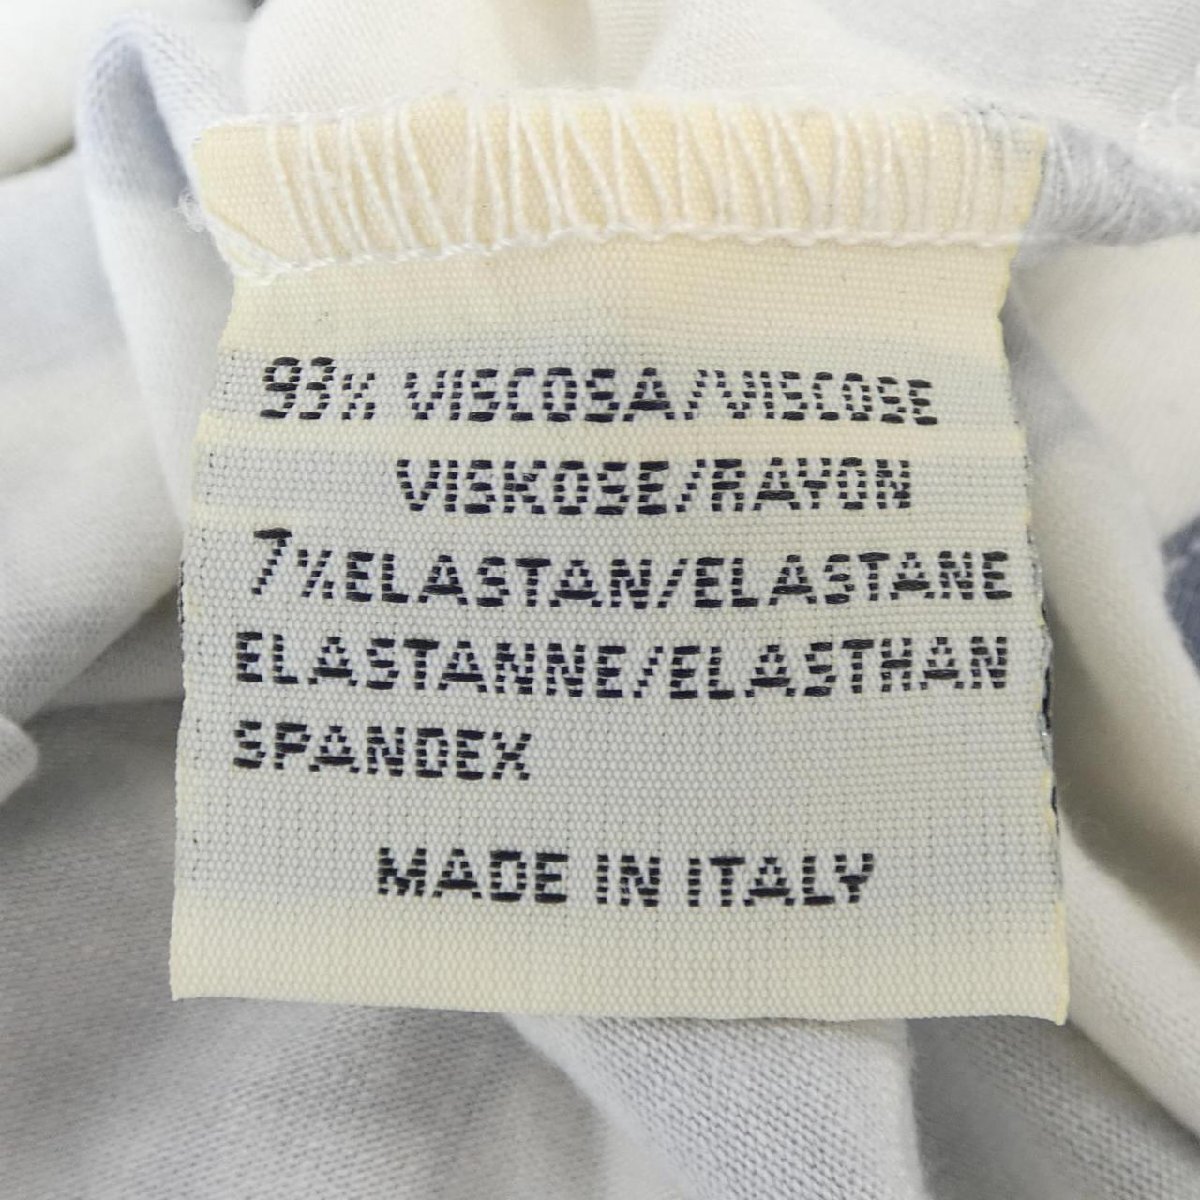 93% VISCOSA/VISCOSE
VISKOSE/RAYON
7% ELASTAN/ELASTANE
ELASTANNE/ELASTHAN
SPANDEX
MADE IN ITALY